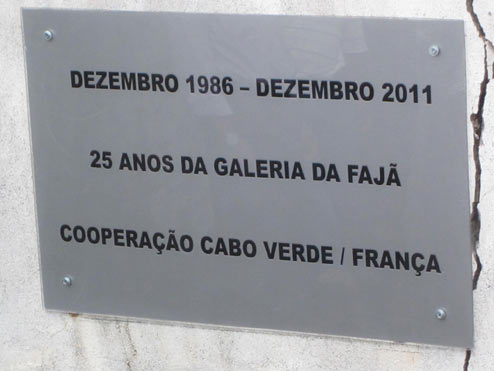 DEZEMBRO 1986 – DEZEMBRO 2011
25 ANOS DA GALERIA DA FAJÃ
COOPERAÇÃO CABO VERDE / FRANÇA